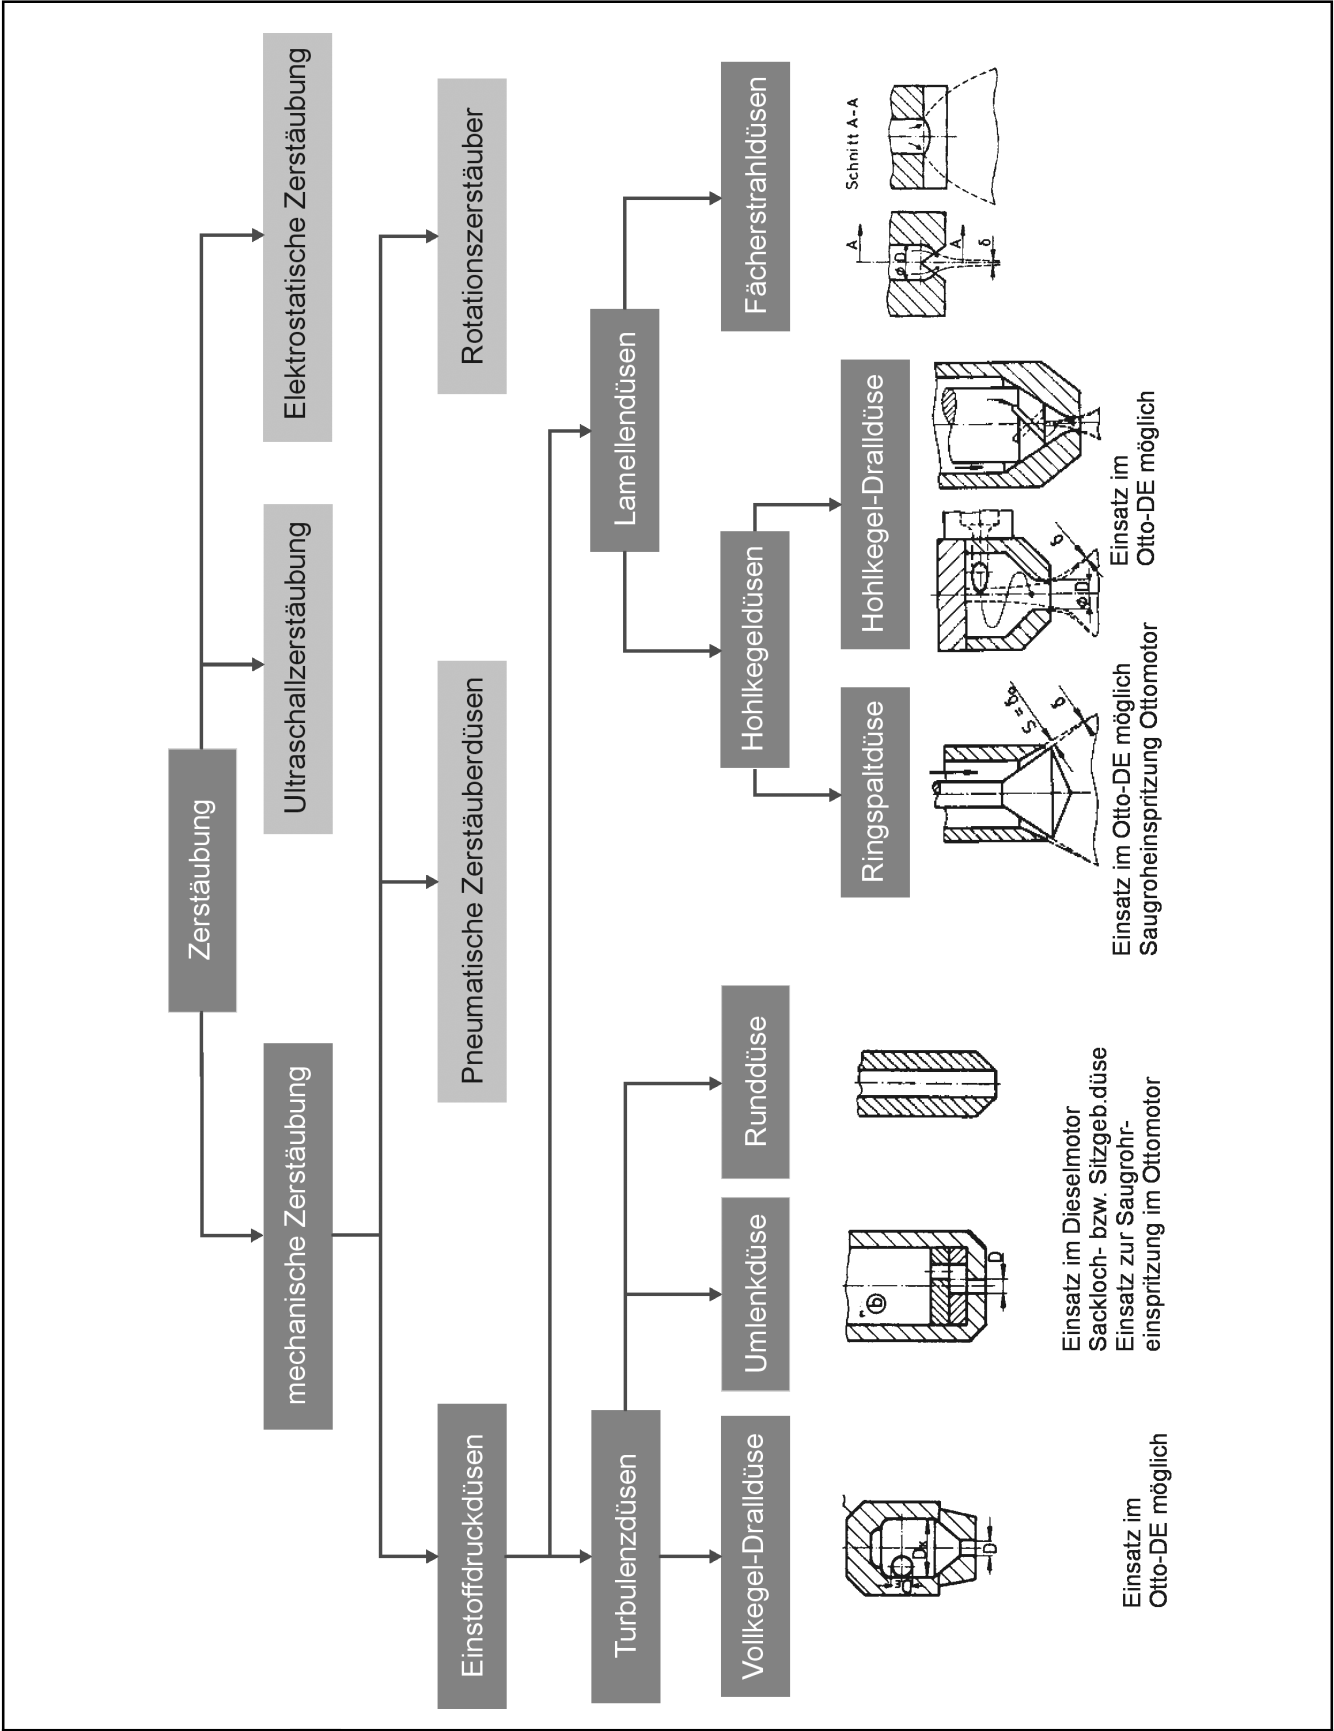 Zerstäubung
mechanische Zerstäubung
Ultraschallzerstäubung
Elektrostatische Zerstäubung
Einstoffdruckdüsen
Pneumatische Zerstäuberdüsen
Rotationszerstäuber
Turbulenzdüsen
Lamellendüsen
Vollkegel-Dralldüse
Umlenkdüse
Runddüse
Hohlkegeldüsen
Fächerstrahldüsen
Ringspaltdüse
Hohlkegel-Dralldüse
Schnitt A-A
A
A
ø D
δ
DK
D
b
D
S = δo
δ
ø D
δ
Einsatz im
Otto-DE möglich
Einsatz im Dieselmotor
Sackloch- bzw. Sitzgeb.düse
Einsatz zur Saugrohr-
einspritzung im Ottomotor
Einsatz im Otto-DE möglich
Saugroheinspritzung Ottomotor
Einsatz im
Otto-DE möglich